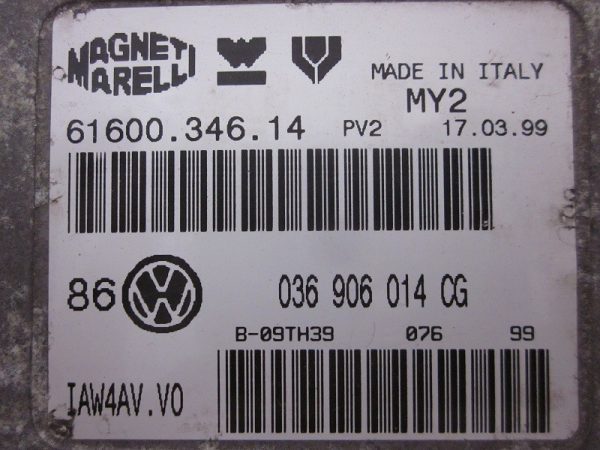 MAGNETI
MARELLI
MADE IN ITALY
MY2
61600.346.14 PV2 17.03.99
86 VW 036 906 014 CG
B-09TH39 076 99
IAW4AV.V0